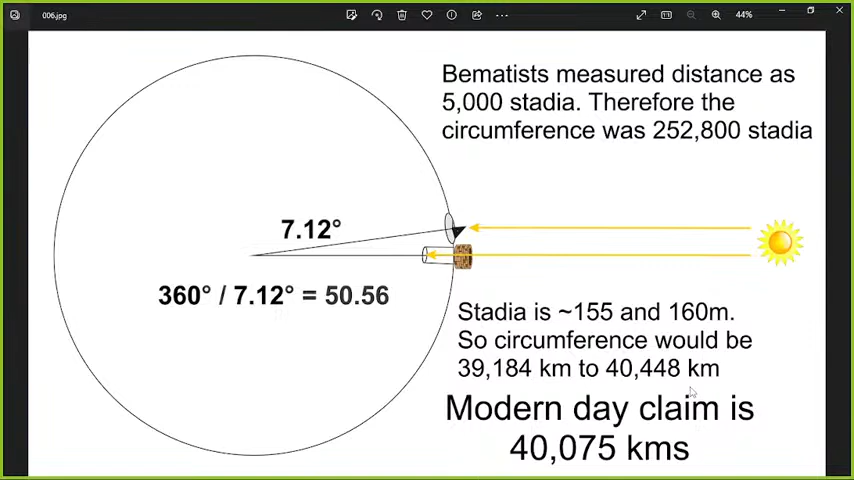 006.jpg
44%
Bematists measured distance as
5,000 stadia. Therefore the
circumference was 252,800 stadia
7.12°
360° / 7.12° = 50.56
Stadia is ~155 and 160m.
So circumference would be
39,184 km to 40,448 km
Modern day claim is
40,075 kms